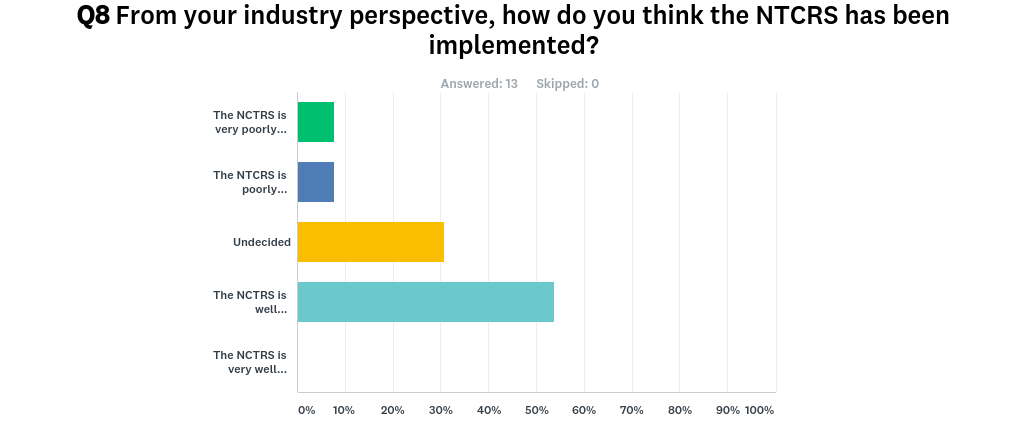 Q8 From your industry perspective, how do you think the NTCRS has been
implemented?
Answered: 13 Skipped: 0
The NCTRS is
very poorly...
The NTCRS is
poorly...
Undecided
The NCTRS is
well...
The NCTRS is
very well...
0% 10% 20% 30% 40% 50% 60% 70% 80% 90% 100%